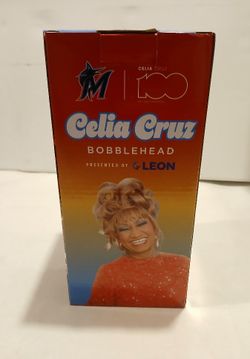 M
CELIA CRUZ
100
Celia Cruz
BOBBLEHEAD
PRESENTED BY LEON